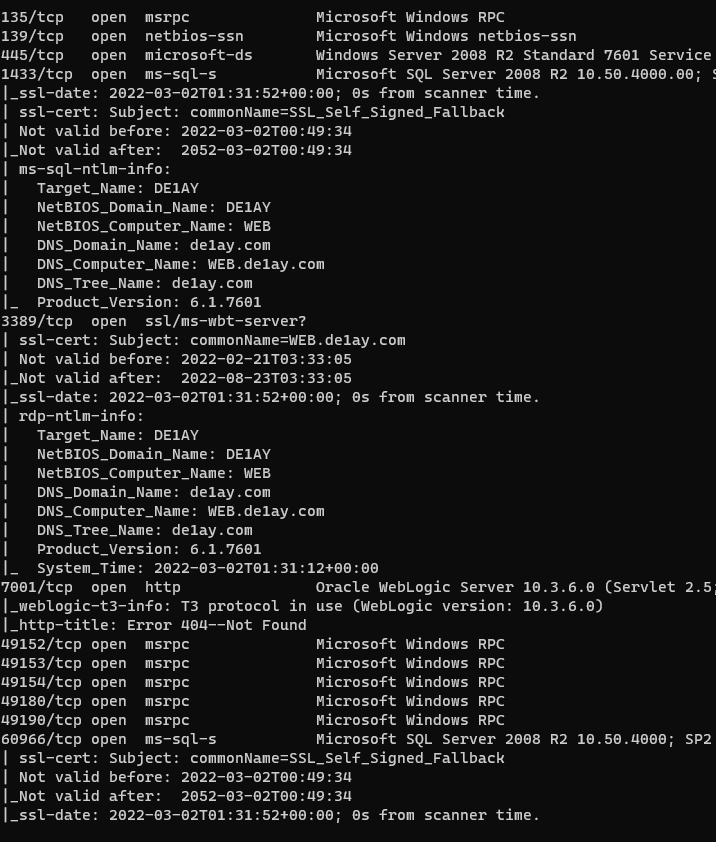 135/tcp   open  msrpc              Microsoft Windows RPC
139/tcp   open  netbios-ssn        Microsoft Windows netbios-ssn
445/tcp   open  microsoft-ds       Windows Server 2008 R2 Standard 7601 Service
1433/tcp  open  ms-sql-s           Microsoft SQL Server 2008 R2 10.50.4000.00; S
|_ssl-date: 2022-03-02T01:31:52+00:00; 0s from scanner time.
| ssl-cert: Subject: commonName=SSL_Self_Signed_Fallback
| Not valid before: 2022-03-02T00:49:34
|_Not valid after:  2052-03-02T00:49:34
| ms-sql-ntlm-info:
|   Target_Name: DE1AY
|   NetBIOS_Domain_Name: DE1AY
|   NetBIOS_Computer_Name: WEB
|   DNS_Domain_Name: de1ay.com
|   DNS_Computer_Name: WEB.de1ay.com
|   DNS_Tree_Name: de1ay.com
|_  Product_Version: 6.1.7601
3389/tcp  open  ssl/ms-wbt-server?
| ssl-cert: Subject: commonName=WEB.de1ay.com
| Not valid before: 2022-02-21T03:33:05
|_Not valid after:  2022-08-23T03:33:05
|_ssl-date: 2022-03-02T01:31:52+00:00; 0s from scanner time.
| rdp-ntlm-info:
|   Target_Name: DE1AY
|   NetBIOS_Domain_Name: DE1AY
|   NetBIOS_Computer_Name: WEB
|   DNS_Domain_Name: de1ay.com
|   DNS_Computer_Name: WEB.de1ay.com
|   DNS_Tree_Name: de1ay.com
|   Product_Version: 6.1.7601
|_  System_Time: 2022-03-02T01:31:12+00:00
7001/tcp  open  http               Oracle WebLogic Server 10.3.6.0 (Servlet 2.5;
|_weblogic-t3-info: T3 protocol in use (WebLogic version: 10.3.6.0)
|_http-title: Error 404--Not Found
49152/tcp open  msrpc              Microsoft Windows RPC
49153/tcp open  msrpc              Microsoft Windows RPC
49154/tcp open  msrpc              Microsoft Windows RPC
49180/tcp open  msrpc              Microsoft Windows RPC
49190/tcp open  msrpc              Microsoft Windows RPC
60966/tcp open  ms-sql-s           Microsoft SQL Server 2008 R2 10.50.4000; SP2
| ssl-cert: Subject: commonName=SSL_Self_Signed_Fallback
| Not valid before: 2022-03-02T00:49:34
|_Not valid after:  2052-03-02T00:49:34
|_ssl-date: 2022-03-02T01:31:52+00:00; 0s from scanner time.